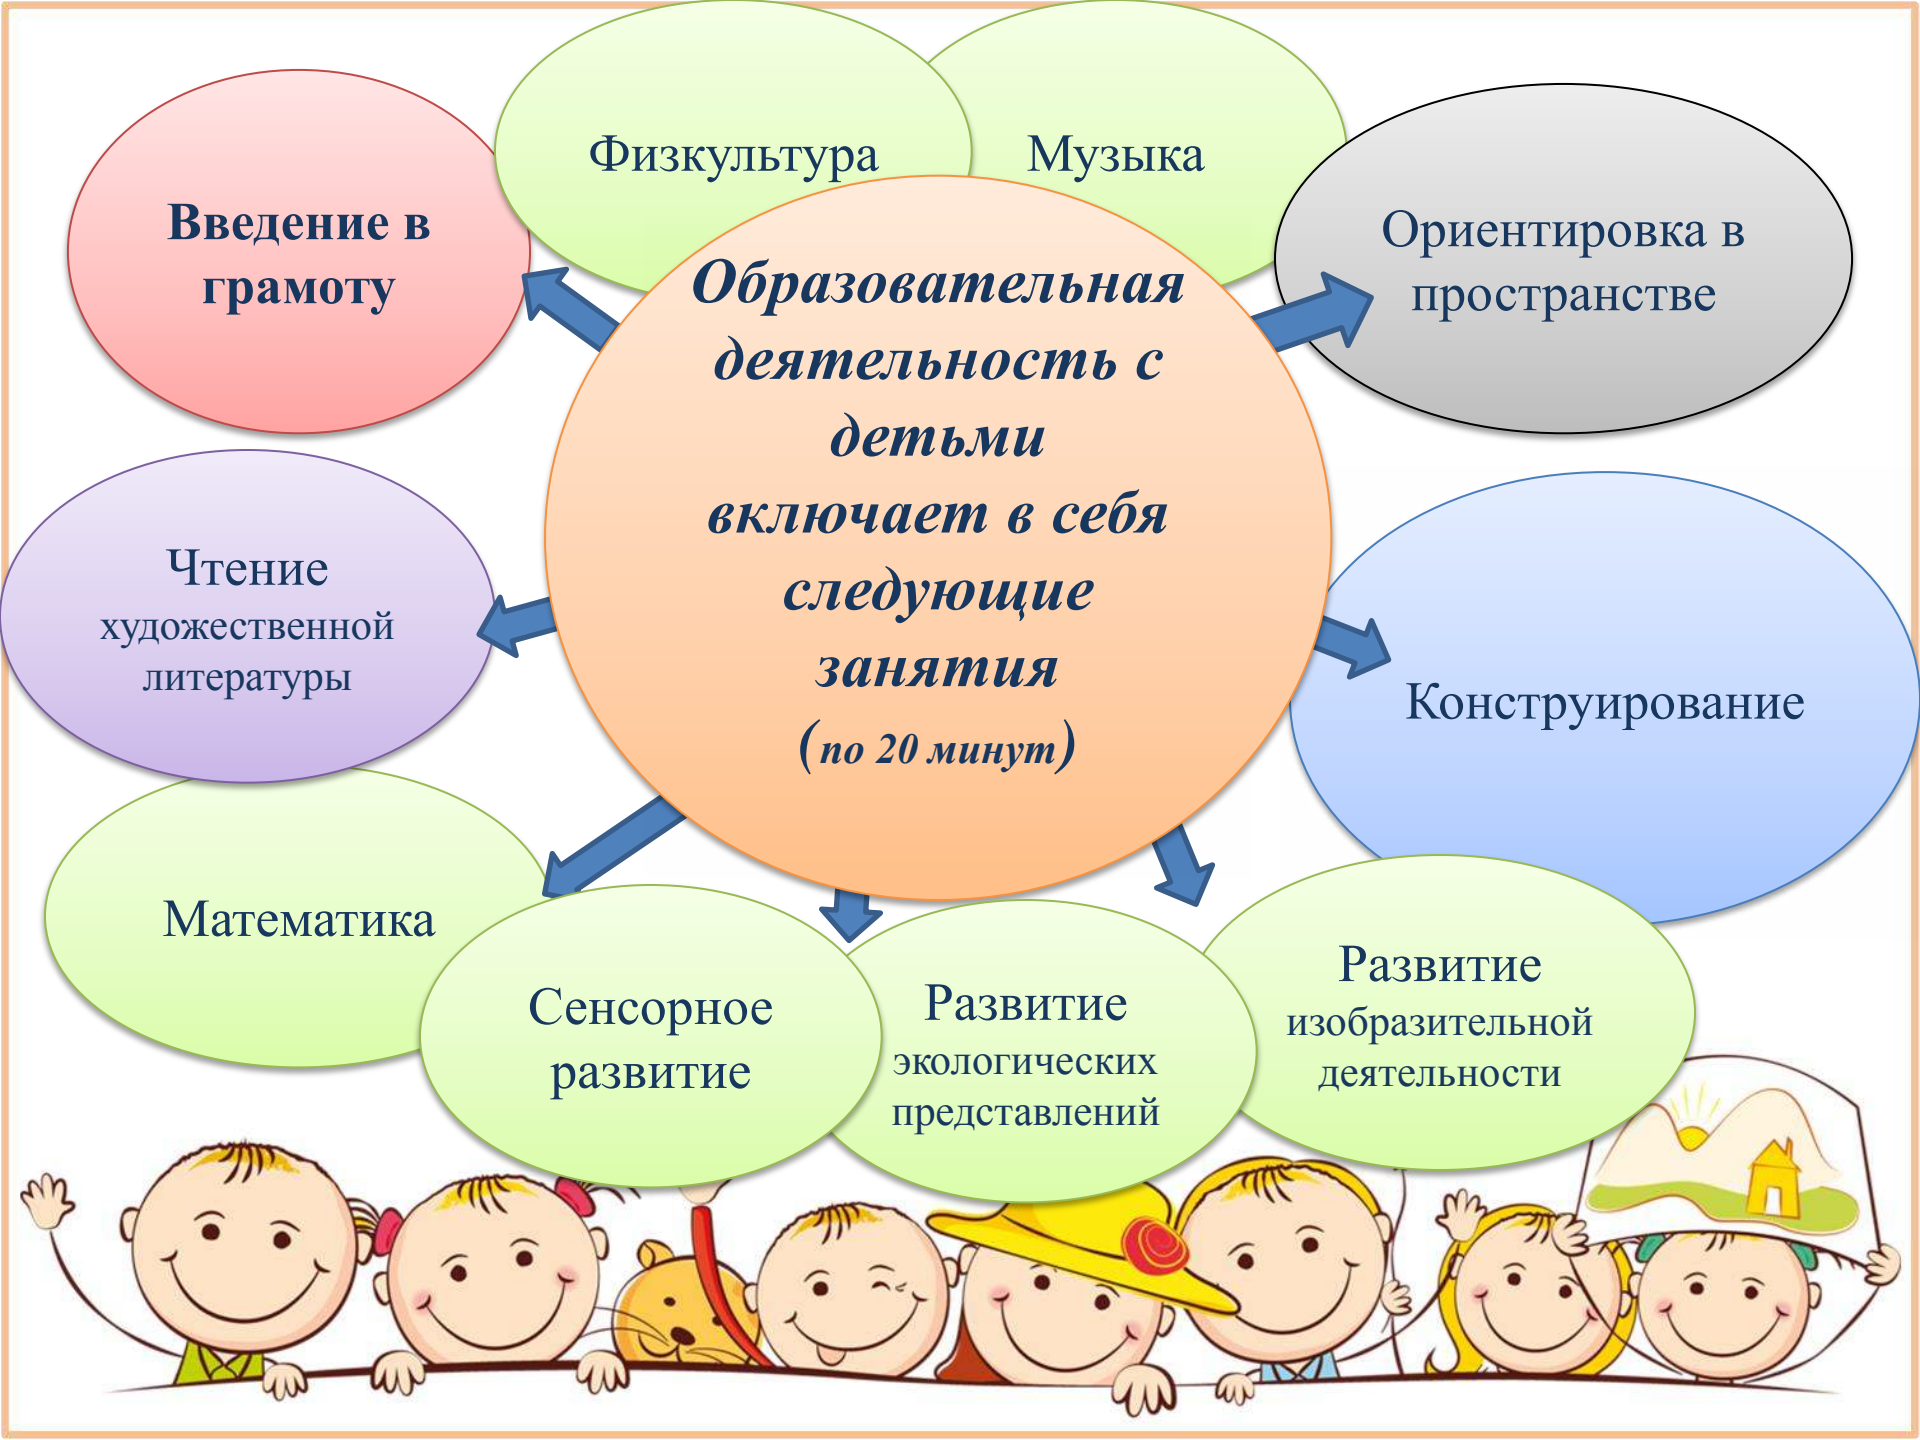 Физкультура
Музыка
Введение в
грамоту
Ориентировка в
пространстве
Образовательная
деятельность с
детьми
включает в себя
следующие
занятия
(по 20 минут)
Чтение
художественной
литературы
Конструирование
Математика
Сенсорное
развитие
Развитие
экологических
представлений
Развитие
изобразительной
деятельности